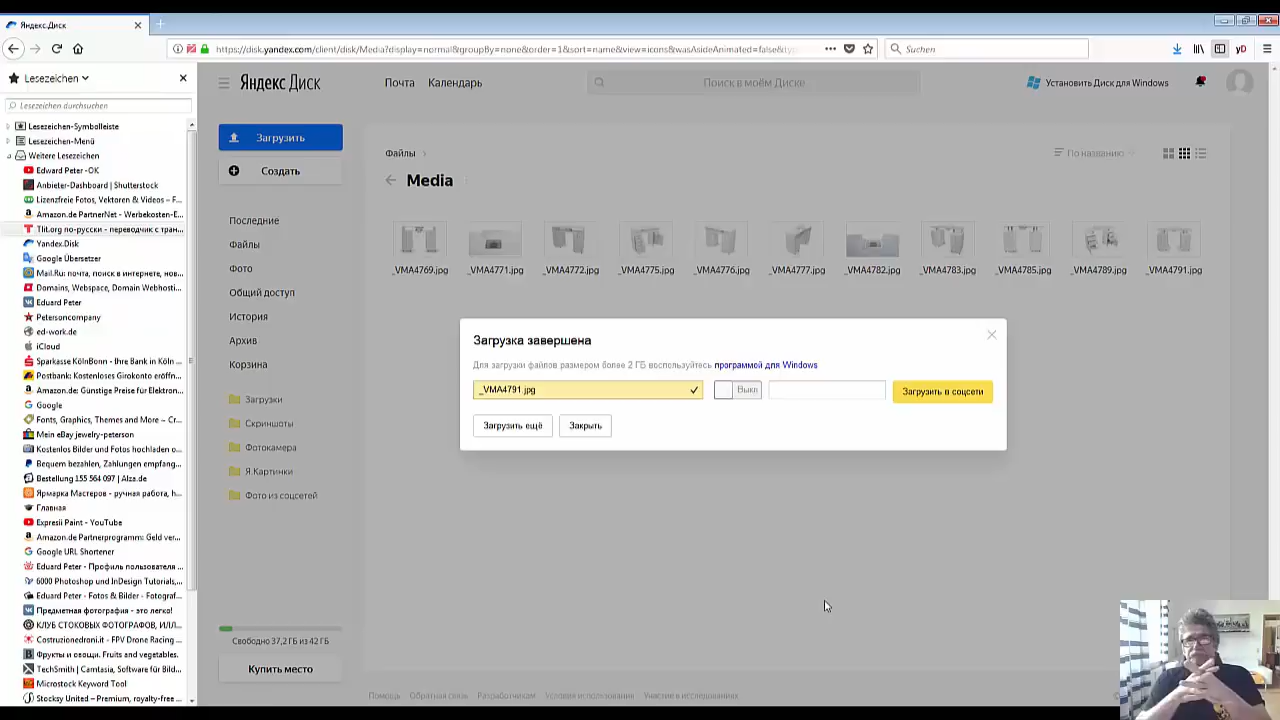 Яндекс.Диск
https://disk.yandex.com/client/disk/Media?display=normal&groupBy=none&order=1&sort=name&view=icons&wasAsideAnimated=false&ty
Suchen
Lesezeichen
Lesezeichen durchsuchen
Lesezeichen-Symbolleiste
Lesezeichen-Menü
Weitere Lesezeichen
Edward Peter -OK
Anbieter-Dashboard | Shutterstock
Lizenzfreie Fotos, Vektoren & Videos – F...
Amazon.de PartnerNet - Werbekosten-E...
Tlit.org по-русски - переводчик с тран...
Yandex.Disk
Google Übersetzer
Mail.Ru: почта, поиск в интернете, нов...
Domains, Webspace, Domain Webhosti...
Eduard Peter
Petersoncompany
ed-work.de
iCloud
Sparkasse KölnBonn - Ihre Bank in Köln ...
Postbank: Kostenloses Girokonto eröffn...
Amazon.de: Günstige Preise für Elektron...
Google
Fonts, Graphics, Themes and More ~ Cr...
Mein eBay jewelry-peterson
Kostenlos Bilder und Fotos hochladen o...
Bequem bezahlen, Zahlungen empfang...
Bestellung 155 564 097 | Alza.de
Ярмарка Мастеров - ручная работа, h...
Главная
Expresii Paint - YouTube
Amazon.de Partnerprogramm: Geld ver...
Google URL Shortener
Eduard Peter - Профиль пользователя ...
6000 Photoshop und InDesign Tutorials,...
Eduard Peter - Fotos & Bilder - Fotograf...
Предметная фотография - это легко!
КЛУБ СТОКОВЫХ ФОТОГРАФОВ, ИЛЛ...
Costruzionedroni.it - FPV Drone Racing ...
Фрукты и овощи. Fruits and vegetables.
TechSmith | Camtasia, Software für Bild...
Microstock Keyword Tool
Stocksy United – Premium, royalty-free ...
Яндекс Диск
Почта Календарь
Поиск в моём Диске
Установить Диск для Windows
Загрузить
Создать
Последние
Файлы
Фото
Общий доступ
История
Архив
Корзина
Загрузки
Скриншоты
Фотокамера
Я Картинки
Фото из соцсетей
Свободно 37,2 ГБ из 42 ГБ
Купить место
Файлы
По названию
Media
_VMA4769.jpg _VMA4771.jpg _VMA4772.jpg _VMA4775.jpg _VMA4776.jpg _VMA4777.jpg _VMA4782.jpg _VMA4783.jpg _VMA4785.jpg _VMA4789.jpg _VMA4791.jpg
Загрузка завершена
Для загрузки файлов размером более 2 ГБ воспользуйтесь программой для Windows
_VMA4791.jpg
Выкл
Загрузить в соцсети
Загрузить ещё
Закрыть
Помощь Обратная связь Разработчикам Условия использования Участие в исследованиях